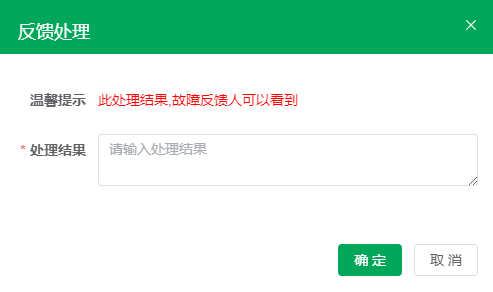 反馈处理
温馨提示 此处理结果,故障反馈人可以看到
* 处理结果 请输入处理结果
确 定 取 消